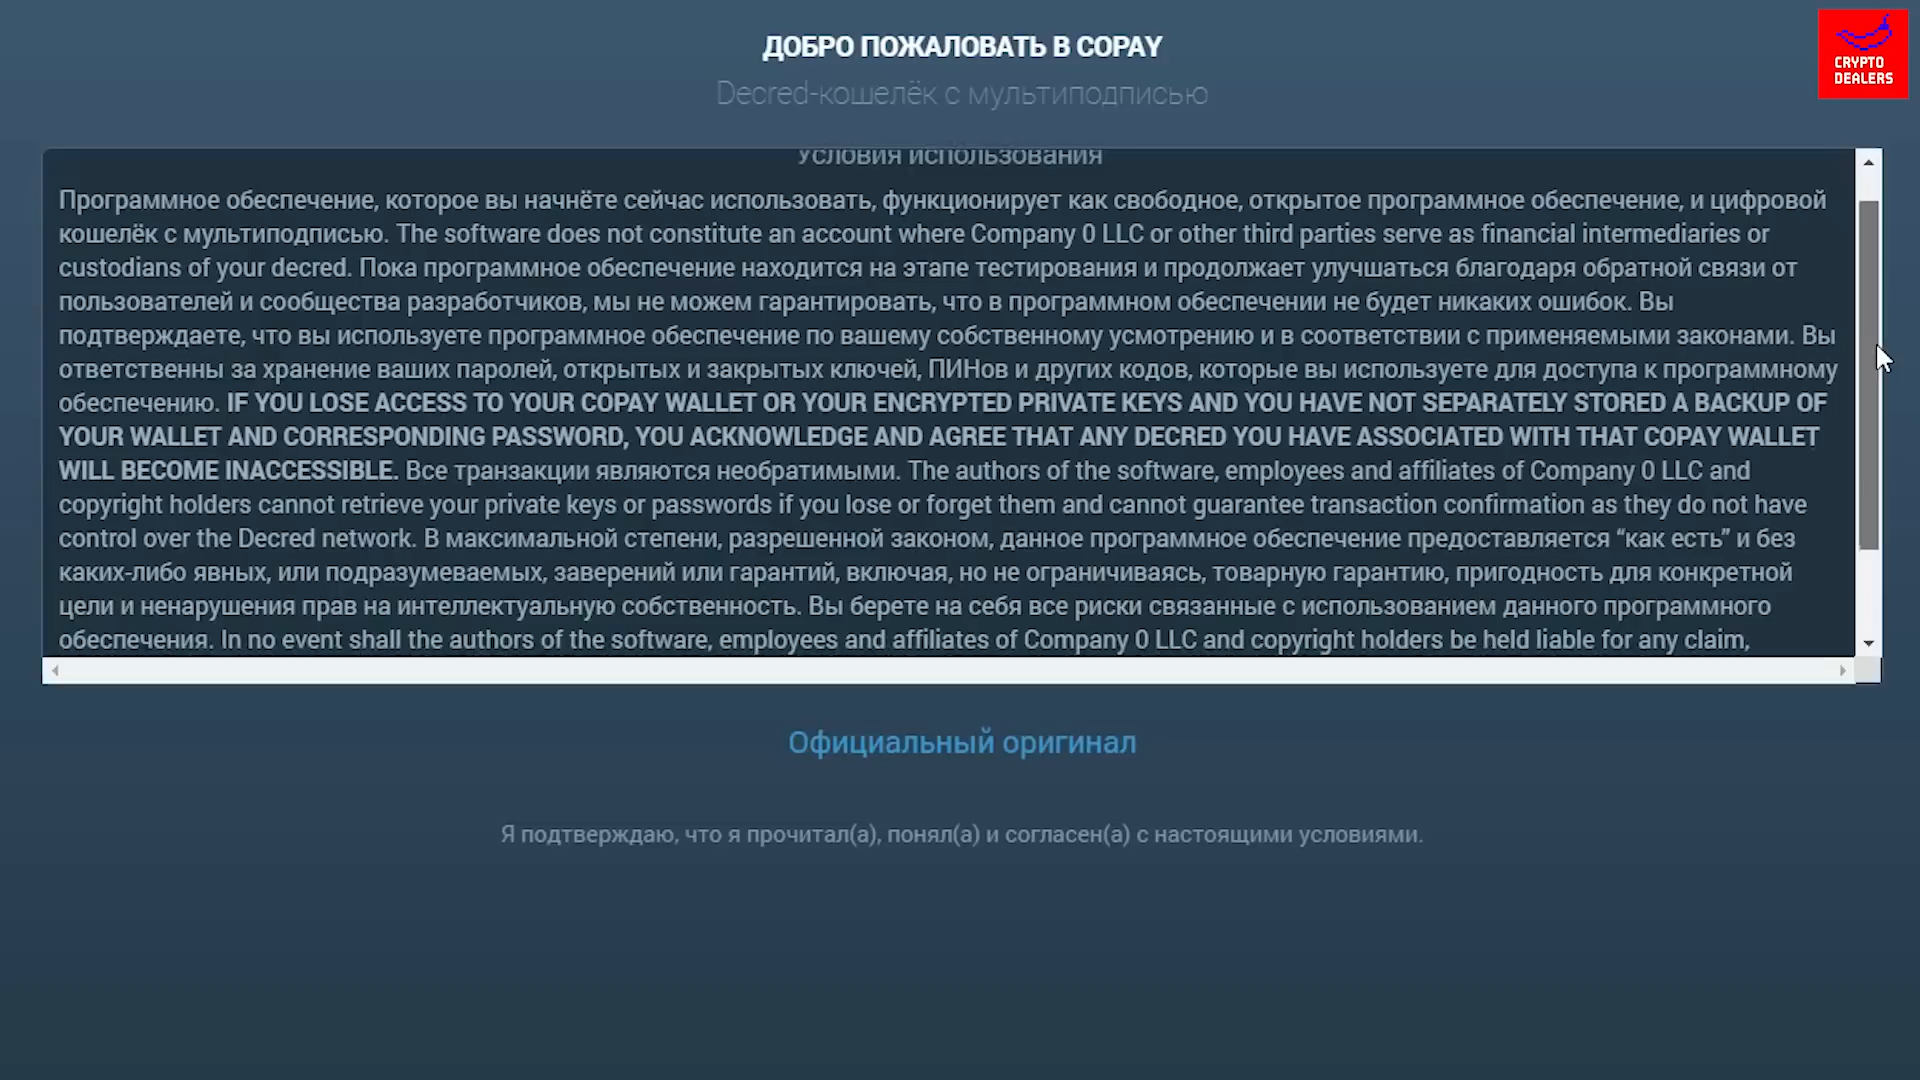 ДОБРО ПОЖАЛОВАТЬ В COPAY
Decred-кошелёк с мультиподписью
CRYPTO
DEALERS
Условия использования
Программное обеспечение, которое вы начнёте сейчас использовать, функционирует как свободное, открытое программное обеспечение, и цифровой
кошелёк с мультиподписью. The software does not constitute an account where Company 0 LLC or other third parties serve as financial intermediaries or
custodians of your decred. Пока программное обеспечение находится на этапе тестирования и продолжает улучшаться благодаря обратной связи от
пользователей и сообщества разработчиков, мы не можем гарантировать, что в программном обеспечении не будет никаких ошибок. Вы
подтверждаете, что вы используете программное обеспечение по вашему собственному усмотрению и в соответствии с применяемыми законами. Вы
ответственны за хранение ваших паролей, открытых и закрытых ключей, ПИНов и других кодов, которые вы используете для доступа к программному
обеспечению. IF YOU LOSE ACCESS TO YOUR COPAY WALLET OR YOUR ENCRYPTED PRIVATE KEYS AND YOU HAVE NOT SEPARATELY STORED A BACKUP OF
YOUR WALLET AND CORRESPONDING PASSWORD, YOU ACKNOWLEDGE AND AGREE THAT ANY DECRED YOU HAVE ASSOCIATED WITH THAT COPAY WALLET
WILL BECOME INACCESSIBLE. Все транзакции являются необратимыми. The authors of the software, employees and affiliates of Company 0 LLC and
copyright holders cannot retrieve your private keys or passwords if you lose or forget them and cannot guarantee transaction confirmation as they do not have
control over the Decred network. В максимальной степени, разрешенной законом, данное программное обеспечение предоставляется “как есть” и без
каких-либо явных, или подразумеваемых, заверений или гарантий, включая, но не ограничиваясь, товарную гарантию, пригодность для конкретной
цели и ненарушения прав на интеллектуальную собственность. Вы берете на себя все риски связанные с использованием данного программного
обеспечения. In no event shall the authors of the software, employees and affiliates of Company 0 LLC and copyright holders be held liable for any claim,
Официальный оригинал
Я подтверждаю, что я прочитал(а), понял(а) и согласен(а) с настоящими условиями.